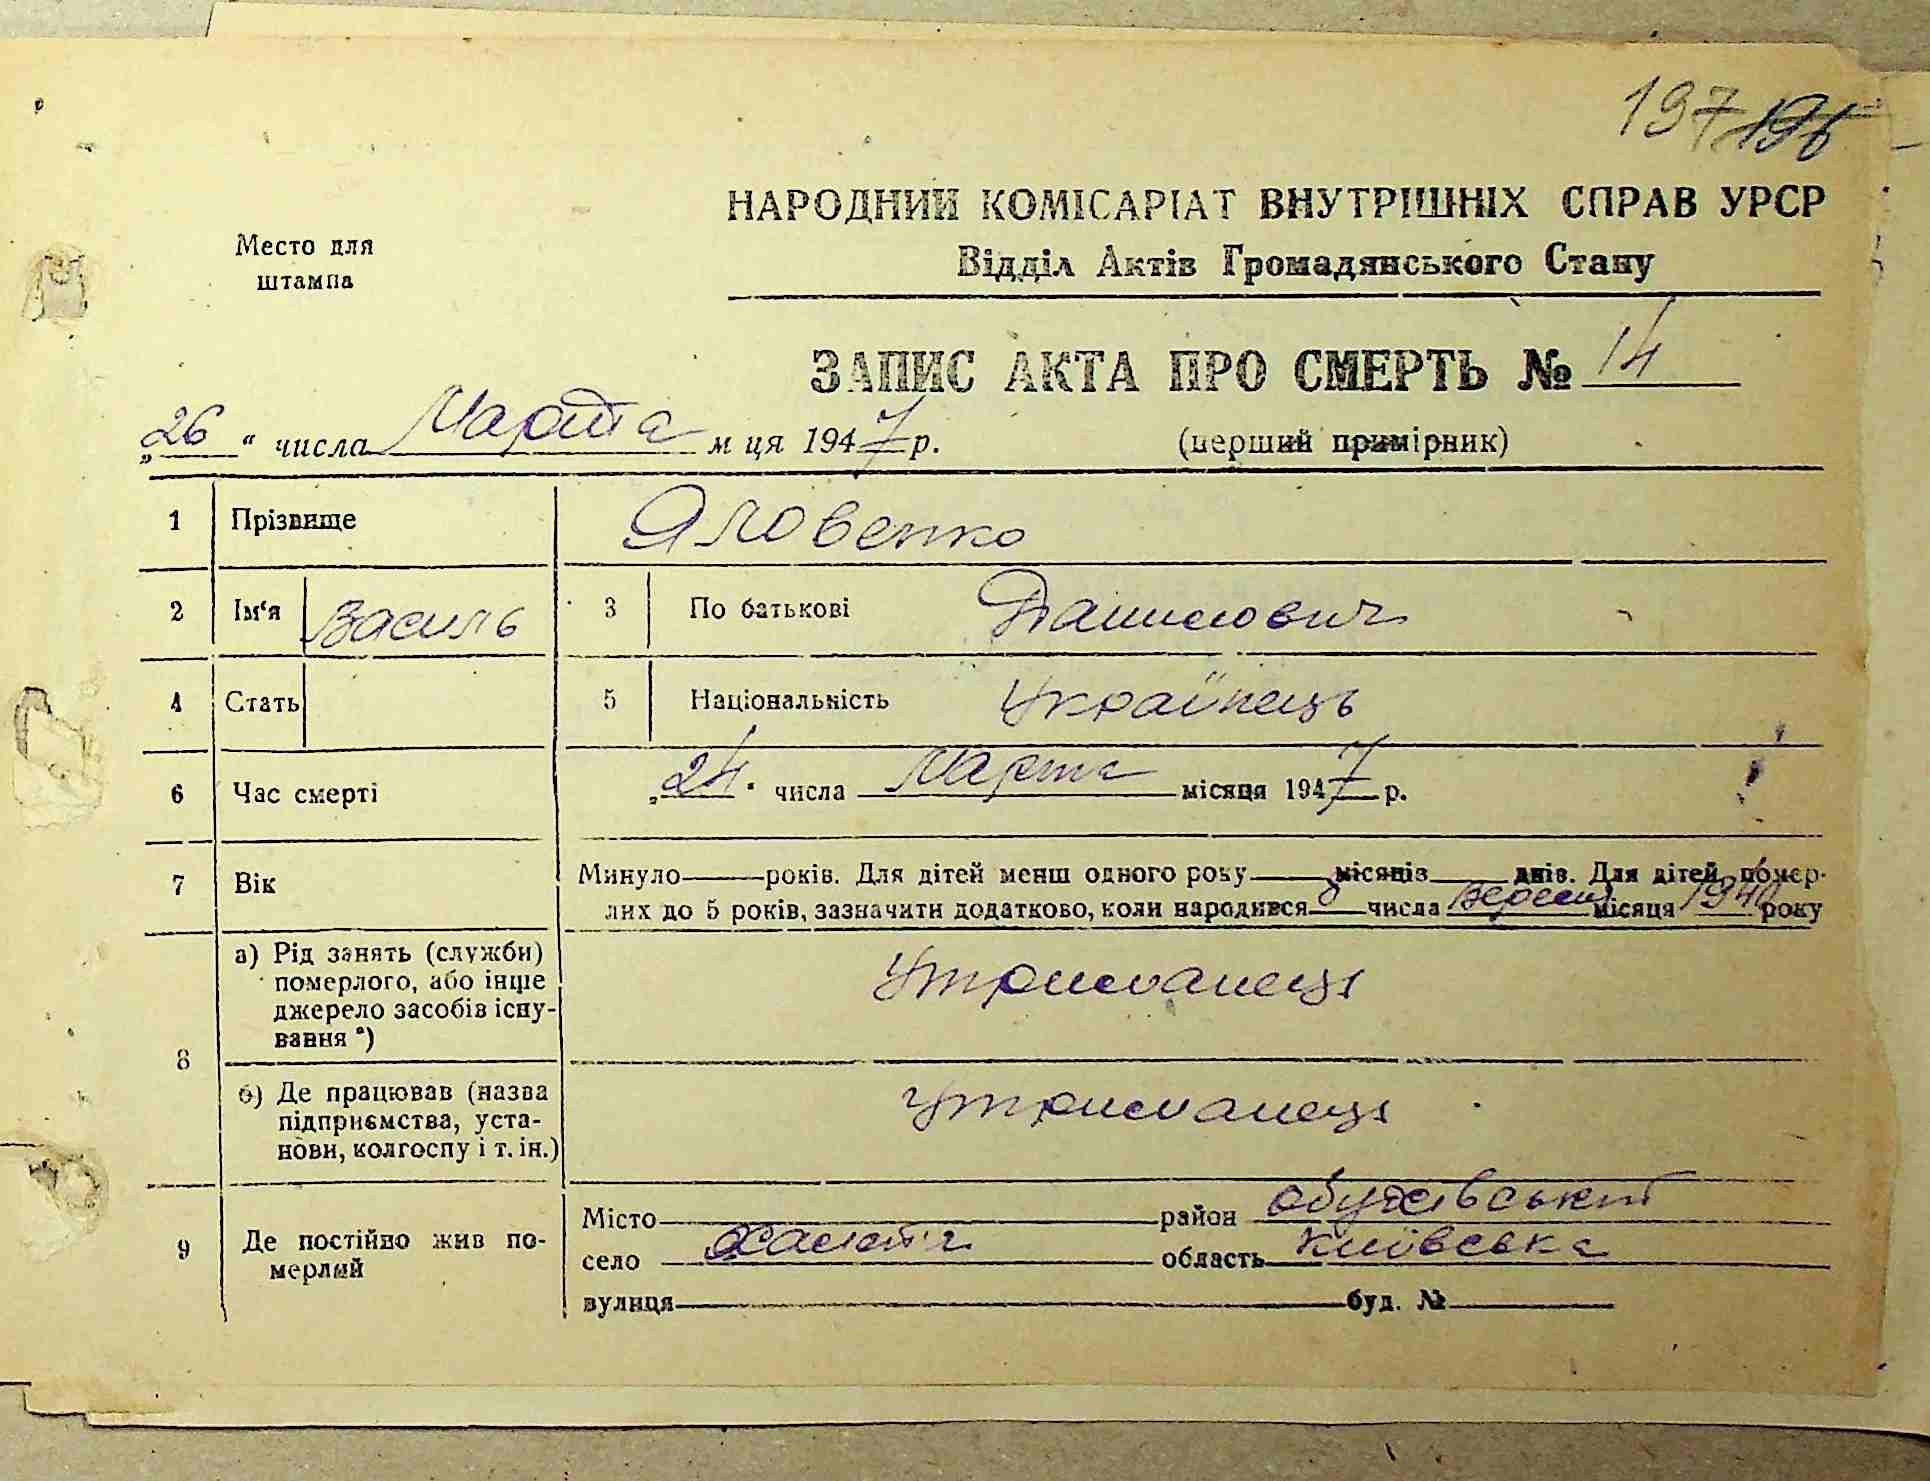 197 196
НАРОДНИЙ КОМІСАРІАТ ВНУТРІШНІХ СПРАВ УРСР
Место для
штампа
Відділ Актів Громадянського Стану
ЗАПИС АКТА ПРО СМЕРТЬ № 14
„26“ числа Марта м ця 1947 р. (перший примірник)
1 Прізвище Яловенко
2 Ім‘я Василь 3 По батькові Данилович
4 Стать 5 Національність Українець
6 Час смерті „24“ числа Марта місяця 1947 р.
7 Вік Минуло років. Для дітей менш одного року місяців днів. Для дітей, помер-
лих до 5 років, зазначити додатково, коли народився 8 числа вересня місяця 1940 року
8 а) Рід занять (служби)
померлого, або інше
джерело засобів існу-
вання *)
Утриманець
б) Де працював (назва
підприємства, уста-
нови, колгоспу і т. ін.)
Утриманець
9 Де постійно жив по-
мерлий
Місто район Обухівський
село область Київська
вулиця буд. №